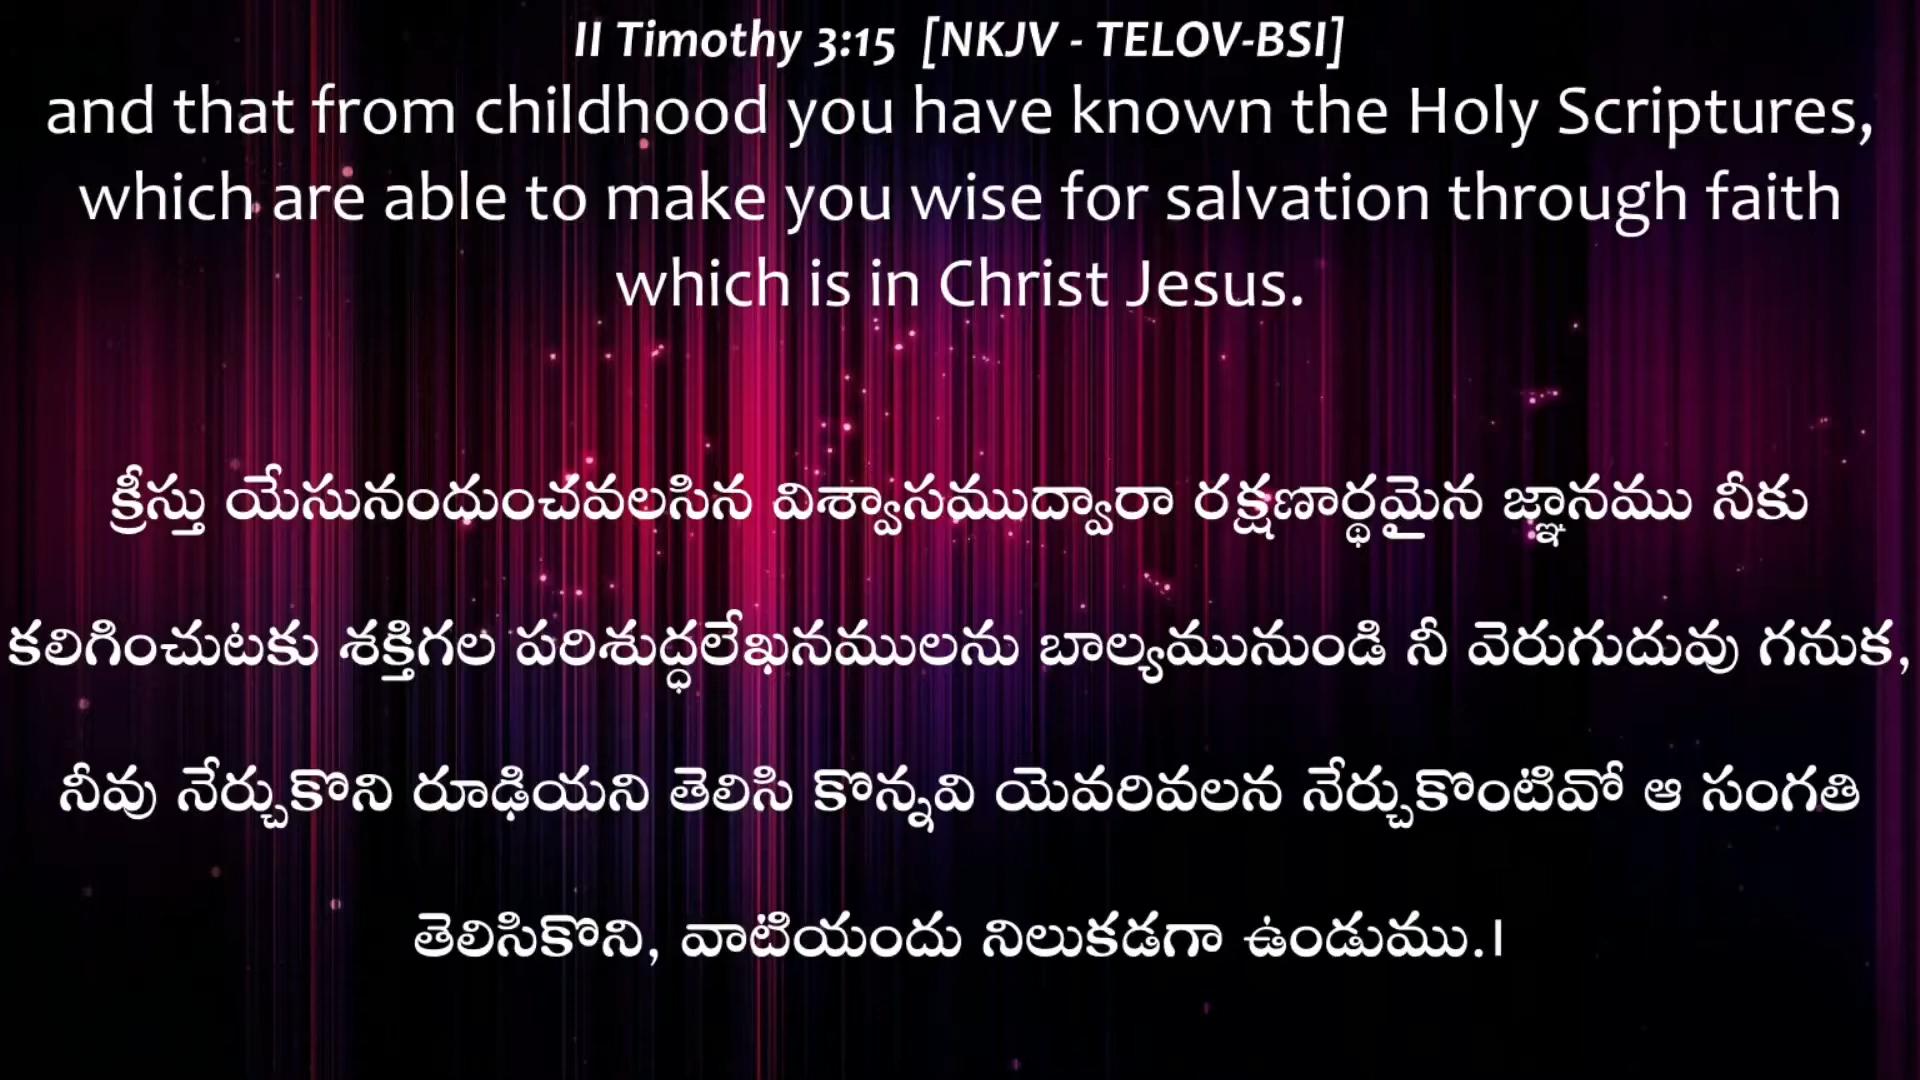 II Timothy 3:15 [NKJV - TELOV-BSI]
and that from childhood you have known the Holy Scriptures,
which are able to make you wise for salvation through faith
which is in Christ Jesus.
క్రీస్తు యేసునందుంచవలసిన విశ్వాసముద్వారా రక్షణార్థమైన జ్ఞానము నీకు
కలిగించుటకు శక్తిగల పరిశుద్ధలేఖనములను బాల్యమునుండి నీ వెరుగుదువు గనుక,
నీవు నేర్చుకొని రూఢియని తెలిసి కొన్నవి యెవరివలన నేర్చుకొంటివో ఆ సంగతి
తెలిసికొని, వాటియందు నిలుకడగా ఉండుము.।